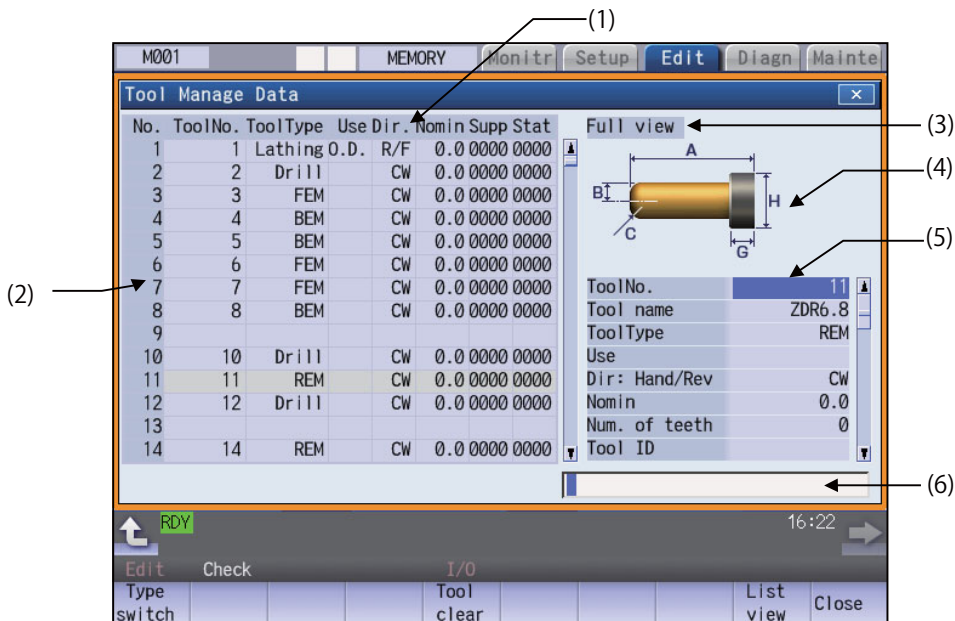 (1)
M001 MEMORY Monitr Setup Edit Diagn Mainte
Tool Manage Data ×
No. ToolNo. ToolType Use Dir. Nomin Supp Stat
1 1 Lathing O.D. R/F 0.0 0000 0000
2 2 Drill CW 0.0 0000 0000
3 3 FEM CW 0.0 0000 0000
4 4 BEM CW 0.0 0000 0000
5 5 BEM CW 0.0 0000 0000
6 6 FEM CW 0.0 0000 0000
7 7 FEM CW 0.0 0000 0000
8 8 BEM CW 0.0 0000 0000
9
10 10 Drill CW 0.0 0000 0000
11 11 REM CW 0.0 0000 0000
12 12 Drill CW 0.0 0000 0000
13
14 14 REM CW 0.0 0000 0000
(2)
Full view
(3)
A
(4)
B
H
C
G
(5)
ToolNo. 11
Tool name ZDR6.8
ToolType REM
Use
Dir: Hand/Rev CW
Nomin 0.0
Num. of teeth 0
Tool ID
(6)
RDY 16:22
Edit Check I/O
Type switch
Tool clear
List view
Close